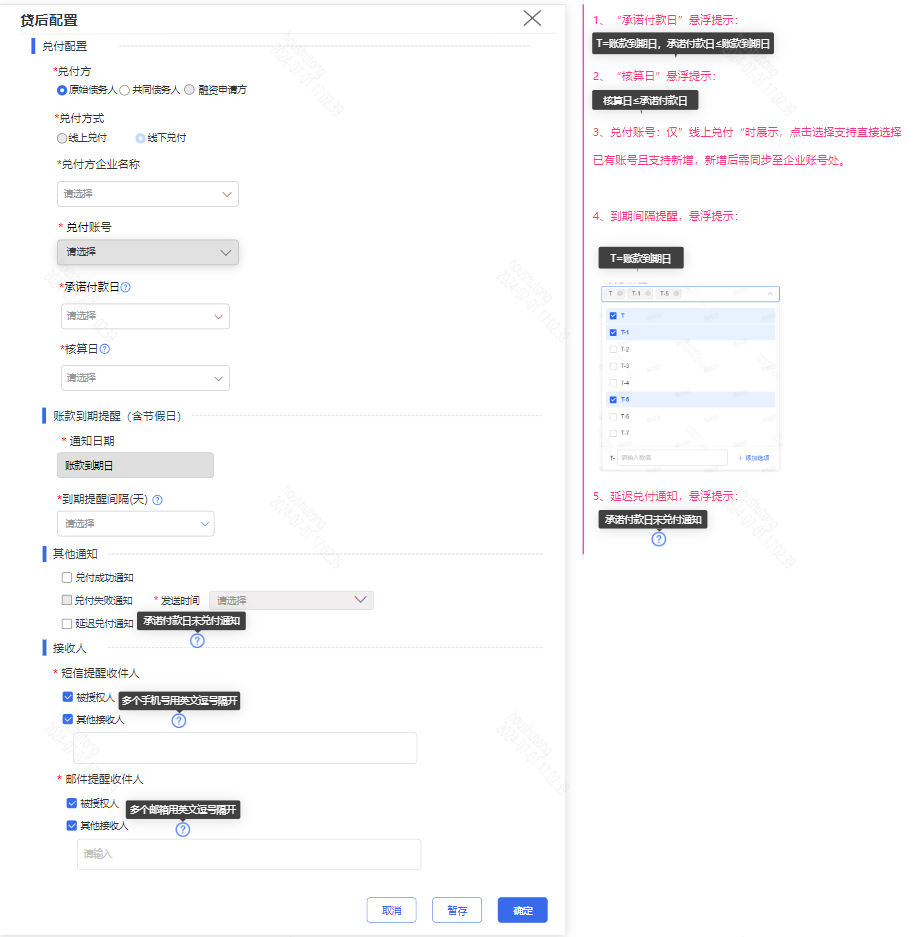 贷后配置
兑付配置
*兑付方
原始债务人 共同债务人 融资申请方
*兑付方式
线上兑付 线下兑付
*兑付方企业名称
请选择
* 兑付账号
请选择
*承诺付款日?
请选择
*核算日?
请选择
账款到期提醒（含节假日）
* 通知日期
账款到期日
*到期提醒间隔(天) ?
请选择
其他通知
兑付成功通知
兑付失败通知 * 发送时间 请选择
延迟兑付通知 承诺付款日未兑付通知
?
接收人
* 短信提醒收件人
被授权人 多个手机号用英文逗号隔开
其他接收人 ?
* 邮件提醒收件人
被授权人 多个邮箱用英文逗号隔开
其他接收人 ?
请输入
取消 暂存 确定
1、“承诺付款日”悬浮提示：
T=账款到期日，承诺付款日≤账款到期日
2、“核算日”悬浮提示：
核算日≤承诺付款日
3、兑付账号：仅”线上兑付“时展示，点击选择支持直接选择
已有账号且支持新增，新增后需同步至企业账号处。
4、到期间隔提醒，悬浮提示：
T=账款到期日
T T-1 T-5
T
T-1
T-2
T-3
T-4
T-5
T-6
T-7
T- 请输入数值 + 添加选项
5、延迟兑付通知，悬浮提示：
承诺付款日未兑付通知
?